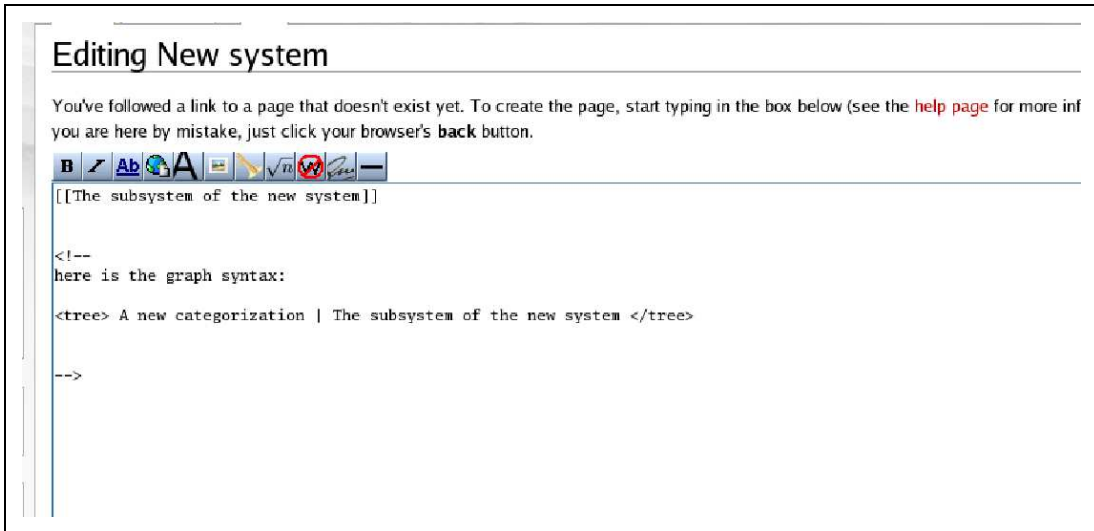 Editing New system
You've followed a link to a page that doesn't exist yet. To create the page, start typing in the box below (see the help page for more inf
you are here by mistake, just click your browser's back button.
B I Ab A √n W
[[The subsystem of the new system]]
<!--
here is the graph syntax:
<tree> A new categorization | The subsystem of the new system </tree>
-->